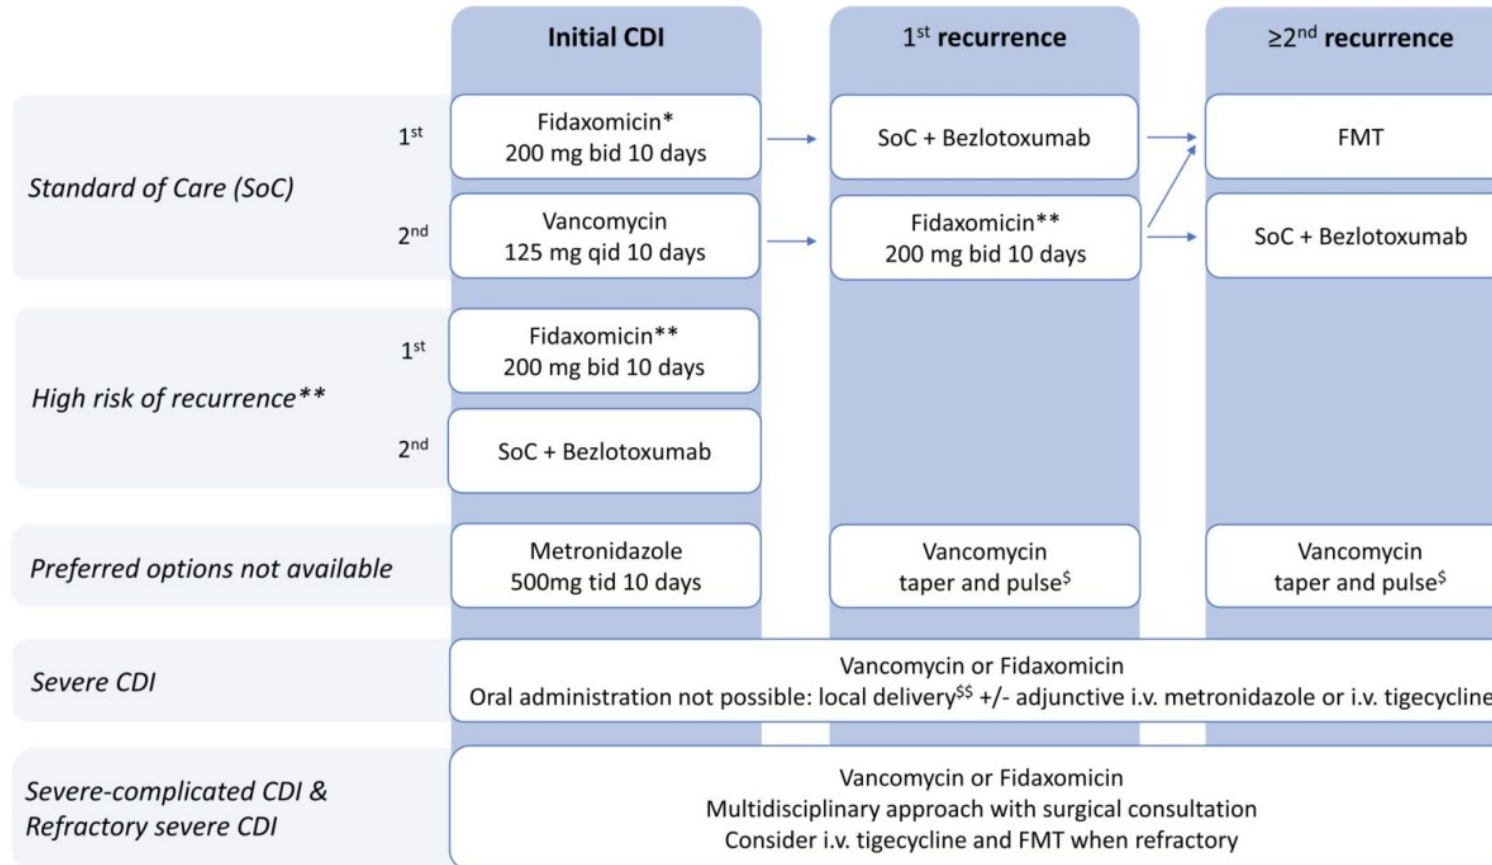 Initial CDI
1st recurrence
≥2nd recurrence
Standard of Care (SoC)
1st
Fidaxomicin*
200 mg bid 10 days
SoC + Bezlotoxumab
FMT
2nd
Vancomycin
125 mg qid 10 days
Fidaxomicin**
200 mg bid 10 days
SoC + Bezlotoxumab
High risk of recurrence**
1st
Fidaxomicin**
200 mg bid 10 days
2nd
SoC + Bezlotoxumab
Preferred options not available
Metronidazole
500mg tid 10 days
Vancomycin
taper and pulse$
Vancomycin
taper and pulse$
Severe CDI
Vancomycin or Fidaxomicin
Oral administration not possible: local delivery$$ +/- adjunctive i.v. metronidazole or i.v. tigecycline
Severe-complicated CDI &
Refractory severe CDI
Vancomycin or Fidaxomicin
Multidisciplinary approach with surgical consultation
Consider i.v. tigecycline and FMT when refractory